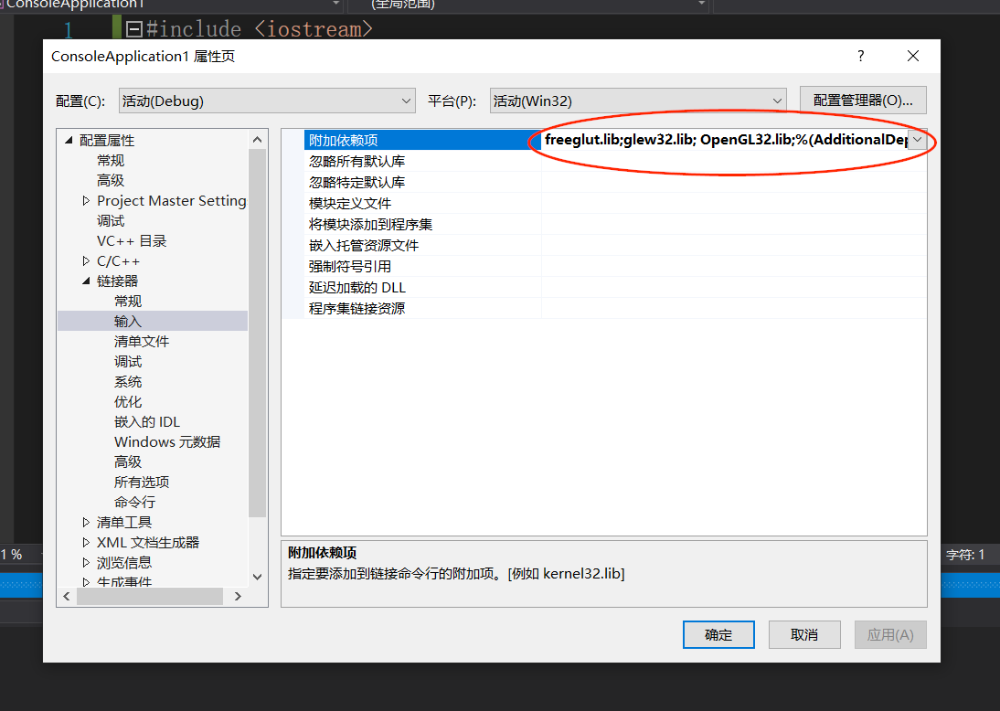 ConsoleApplication1 (全局范围)
1 #include <iostream>
ConsoleApplication1 属性页
配置(C): 活动(Debug) 平台(P): 活动(Win32) 配置管理器(O)...
配置属性
常规
高级
Project Master Setting
调试
VC++ 目录
C/C++
链接器
常规
输入
清单文件
调试
系统
优化
嵌入的 IDL
Windows 元数据
高级
所有选项
命令行
清单工具
XML 文档生成器
浏览信息
生成事件
附加依赖项 freeglut.lib;glew32.lib; OpenGL32.lib;%(AdditionalDep
忽略所有默认库
忽略特定默认库
模块定义文件
将模块添加到程序集
嵌入托管资源文件
强制符号引用
延迟加载的 DLL
程序集链接资源
附加依赖项
指定要添加到链接命令行的附加项。[例如 kernel32.lib]
1 %
字符: 1
确定 取消 应用(A)